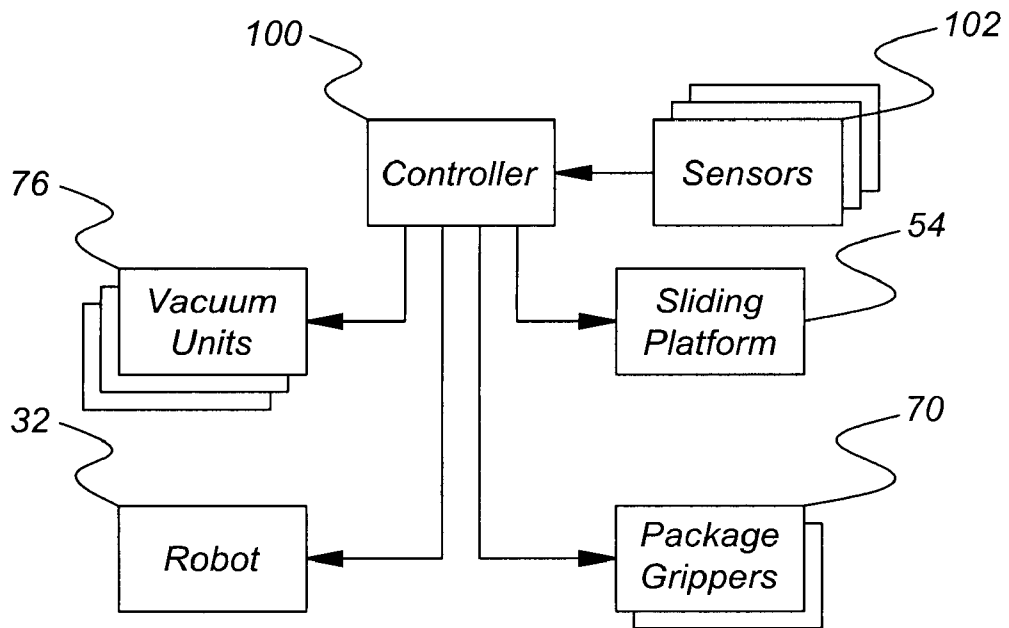 100
102
Controller
Sensors
76
54
Vacuum
Units
Sliding
Platform
32
70
Robot
Package
Grippers